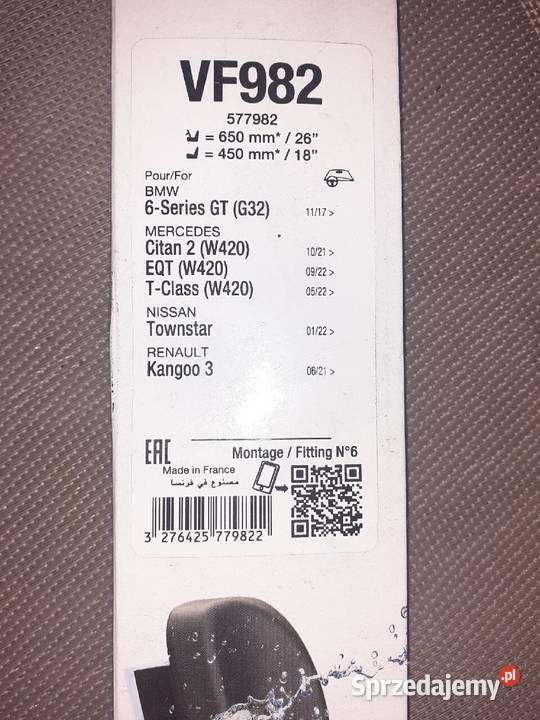 VF982
577982
= 650 mm* / 26"
= 450 mm* / 18"
Pour/For
BMW
6-Series GT (G32) 11/17 >
MERCEDES
Citan 2 (W420) 10/21 >
EQT (W420) 09/22 >
T-Class (W420) 05/22 >
NISSAN
Townstar 01/22 >
RENAULT
Kangoo 3 06/21 >
EAC Montage / Fitting N°6
Made in France
مصنوع في فرنسا
3 276425 779822
Sprzedajemy.pl